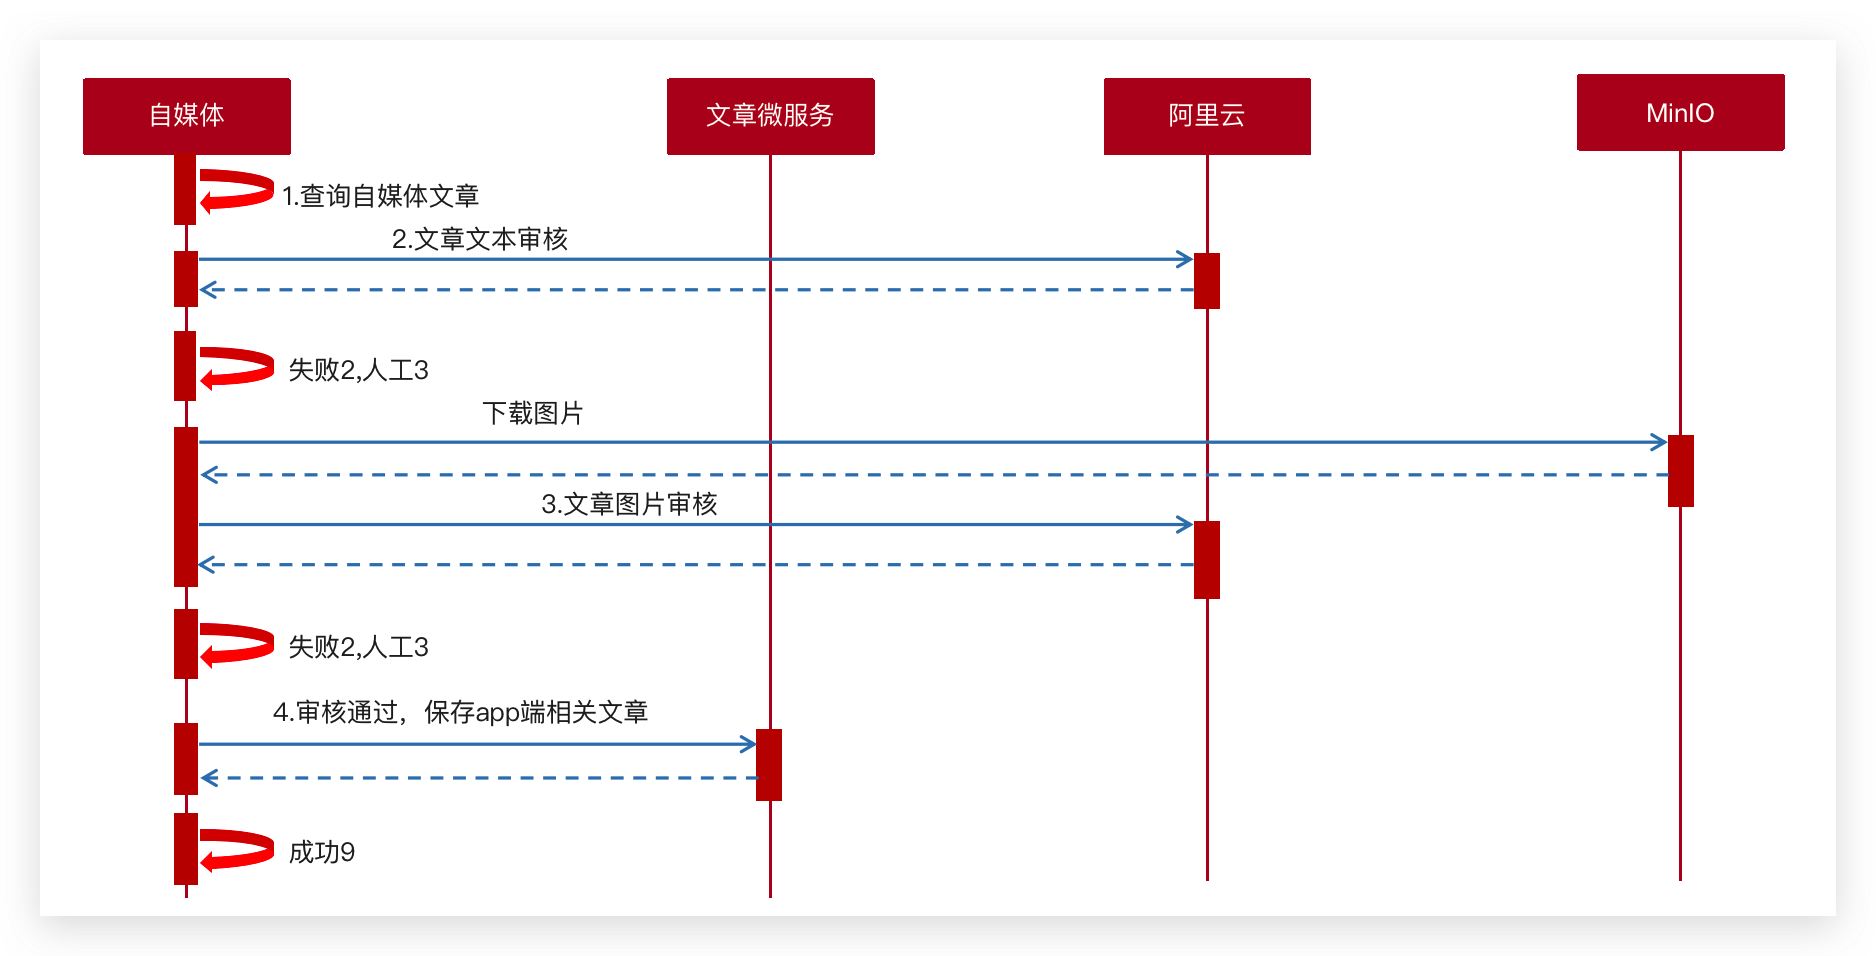 自媒体
文章微服务
阿里云
MinIO
1.查询自媒体文章
2.文章文本审核
失败2,人工3
下载图片
3.文章图片审核
失败2,人工3
4.审核通过，保存app端相关文章
成功9